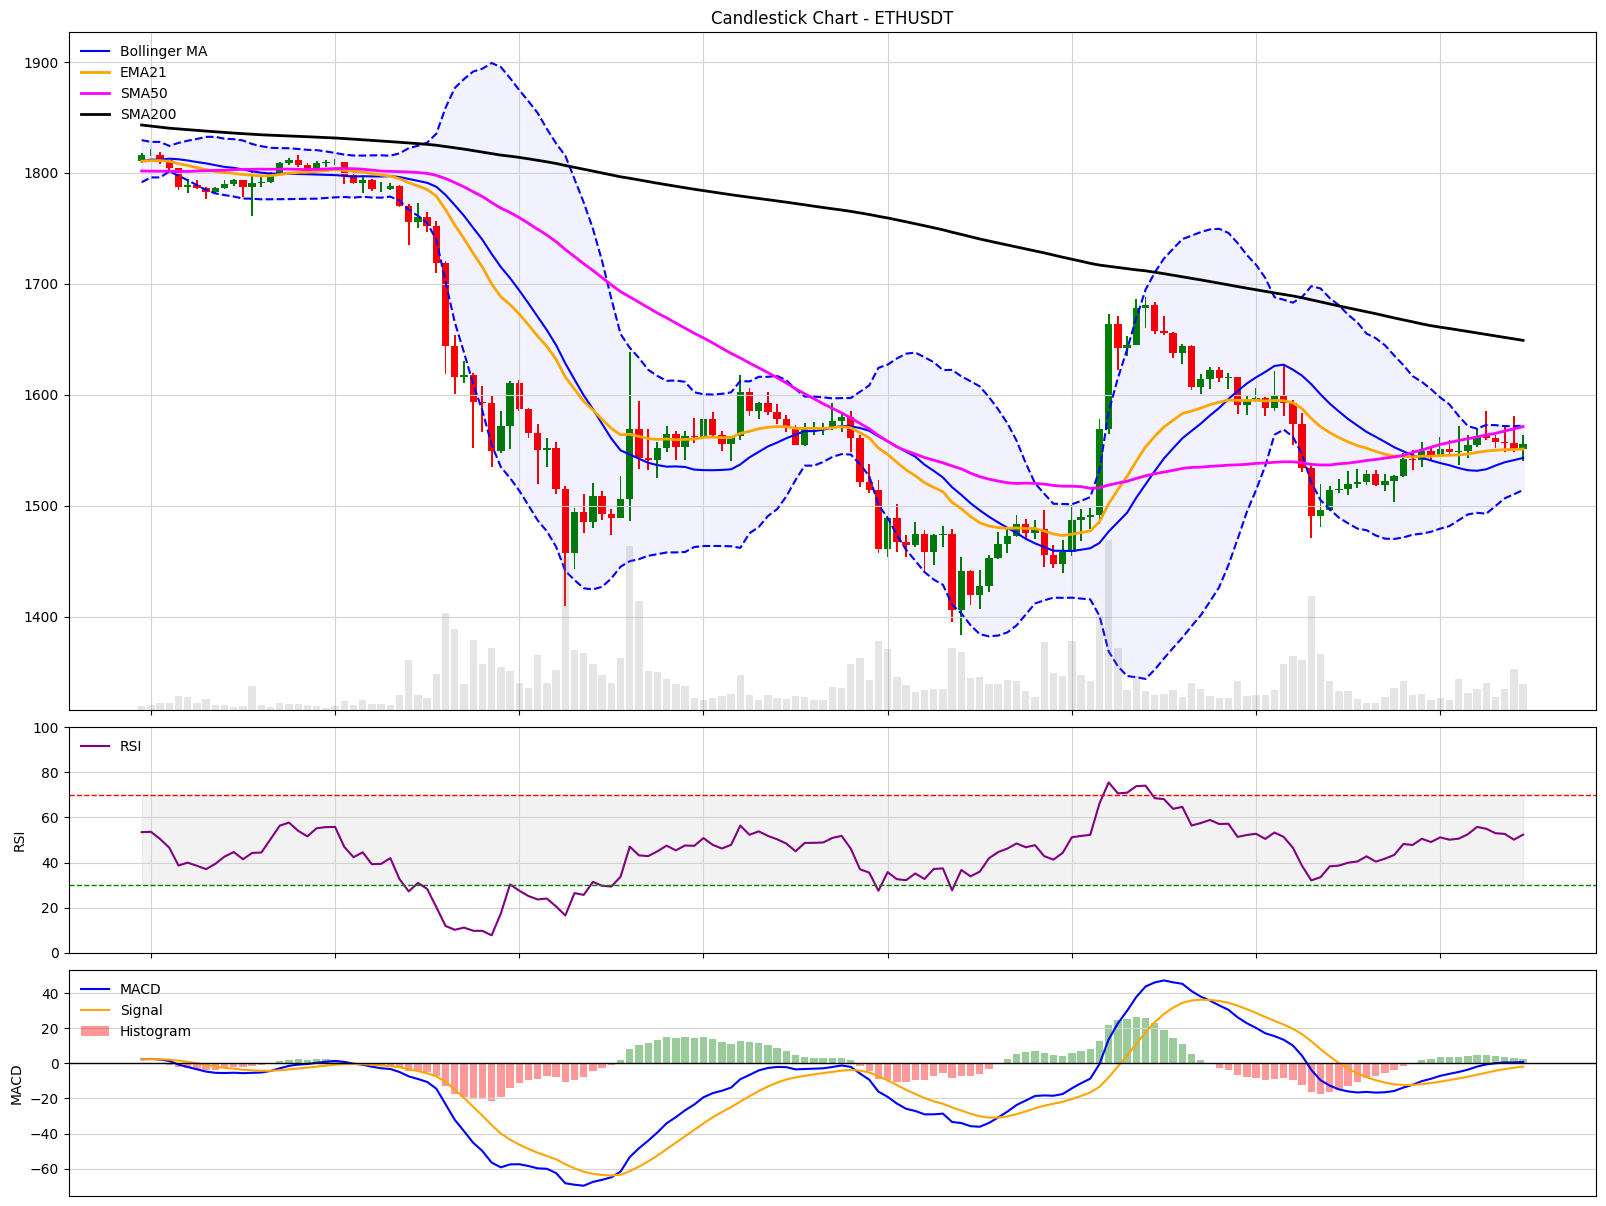 Candlestick Chart - ETHUSDT
Bollinger MA
EMA21
SMA50
SMA200
1900
1800
1700
1600
1500
1400
RSI
100
80
60
40
20
0
RSI
MACD
Signal
Histogram
40
20
0
−20
−40
−60
MACD